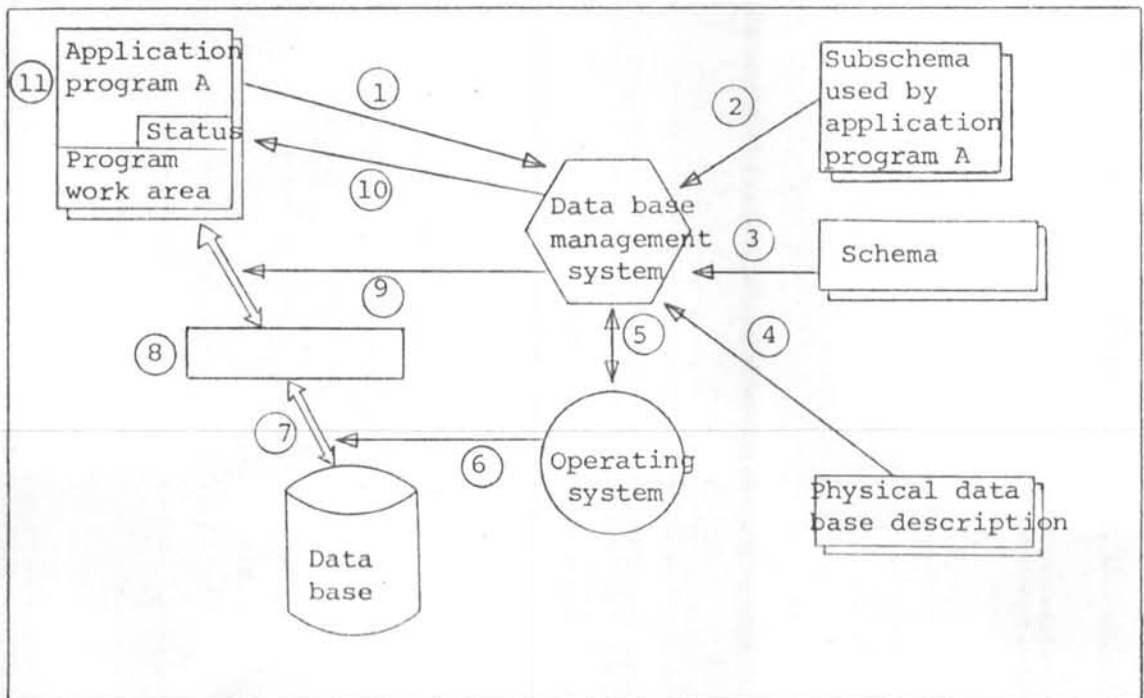 11
Application
program A
Status
Program
work area
1
10
2
Subschema
used by
application
program A
Data base
management
system
3
Schema
9
5
4
8
7
6
Operating
system
Physical data
base description
Data
base